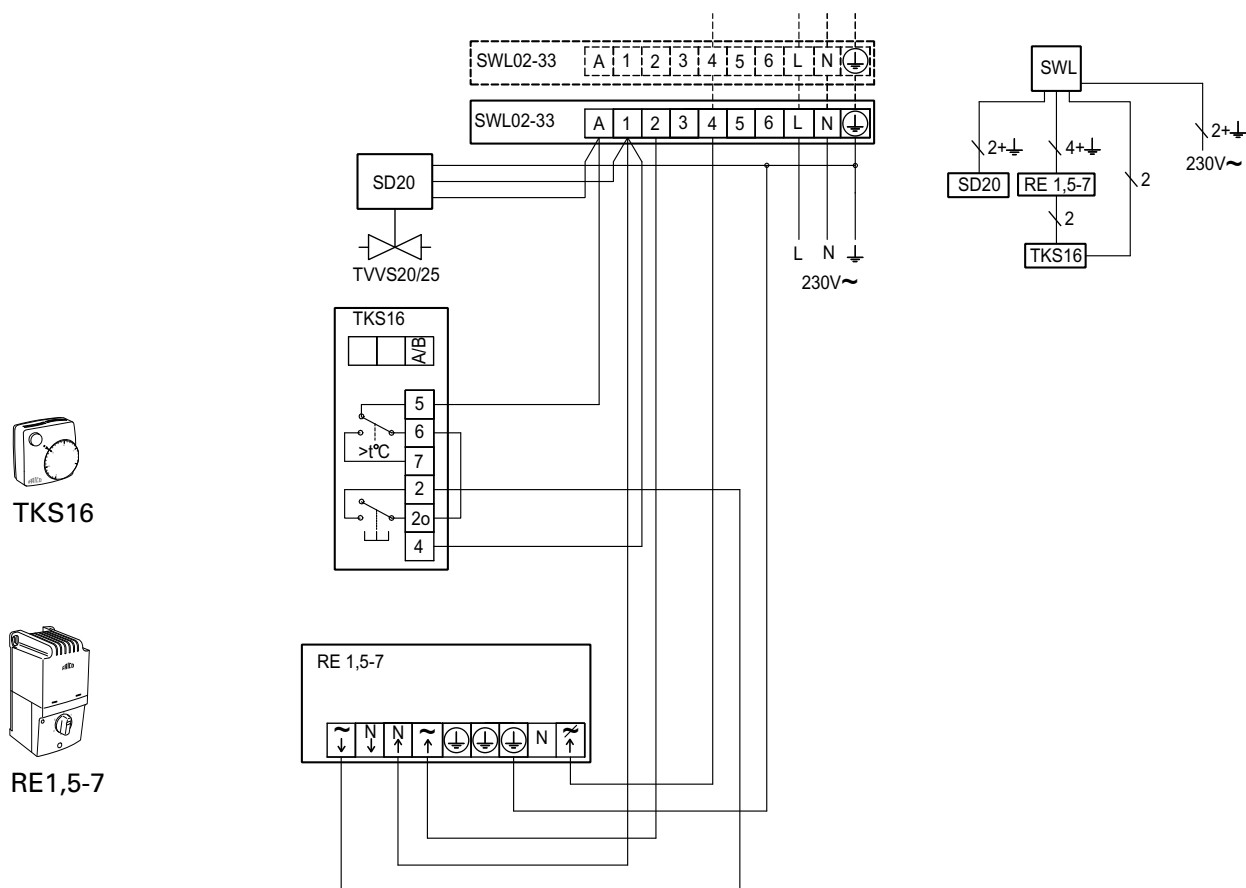 SWL02-33 A 1 2 3 4 5 6 L N
SWL02-33 A 1 2 3 4 5 6 L N
SD20
TVVS20/25
L N
230V~
SWL
2+
4+
2+
230V~
SD20
RE 1,5-7
2
2
TKS16
TKS16
A/B
5
6
>t°C
7
2
2o
4
TKS16
RE 1,5-7
~ N N ~ N ~
RE1,5-7